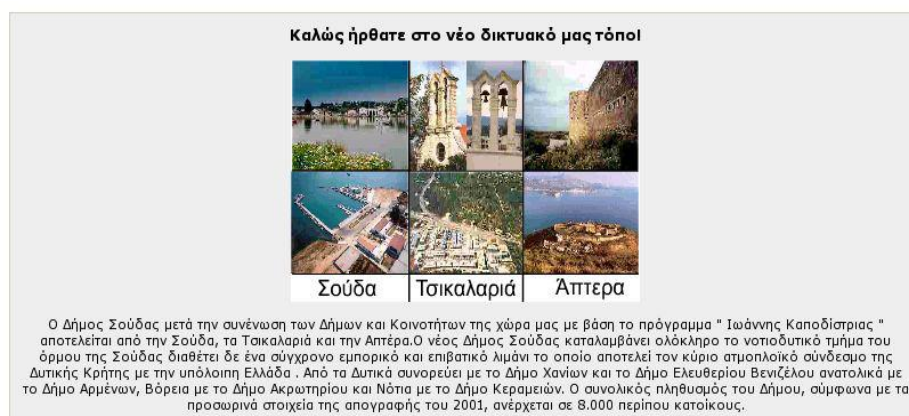 Καλώς ήρθατε στο νέο δικτυακό μας τόπο!
Σούδα Τσικαλαριά Άπτερα
Ο Δήμος Σούδας μετά την συνένωση των Δήμων και Κοινοτήτων της χώρα μας με βάση το πρόγραμμα " Ιωάννης Καποδίστριας "
αποτελείται από την Σούδα, τα Τσικαλαριά και την Απτέρα.Ο νέος Δήμος Σούδας καταλαμβάνει ολόκληρο το νοτιοδυτικό τμήμα του
όρμου της Σούδας διαθέτει δε ένα σύγχρονο εμπορικό και επιβατικό λιμάνι το οποίο αποτελεί τον κύριο ατμοπλοϊκό σύνδεσμο της
Δυτικής Κρήτης με την υπόλοιπη Ελλάδα . Από τα Δυτικά συνορεύει με το Δήμο Χανίων και το Δήμο Ελευθερίου Βενιζέλου ανατολικά με
το Δήμο Αρμένων, Βόρεια με το Δήμο Ακρωτηρίου και Νότια με το Δήμο Κεραμειών. Ο συνολικός πληθυσμός του Δήμου, σύμφωνα με τα
προσωρινά στοιχεία της απογραφής του 2001, ανέρχεται σε 8.000 περίπου κατοίκους.